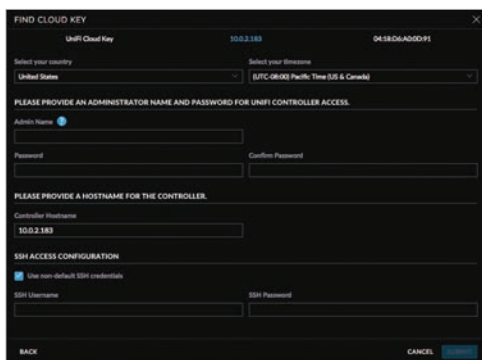 FIND CLOUD KEY
UniFi Cloud Key 10.0.2.183 04:18:D6:A0:0D:91
Select your country Select your timezone
United States (UTC-08:00) Pacific Time (US & Canada)
PLEASE PROVIDE AN ADMINISTRATOR NAME AND PASSWORD FOR UNIFI CONTROLLER ACCESS.
Admin Name ?
Password Confirm Password
PLEASE PROVIDE A HOSTNAME FOR THE CONTROLLER.
Controller Hostname
10.0.2.183
SSH ACCESS CONFIGURATION
Use non-default SSH credentials
SSH Username SSH Password
BACK CANCEL SUBMIT